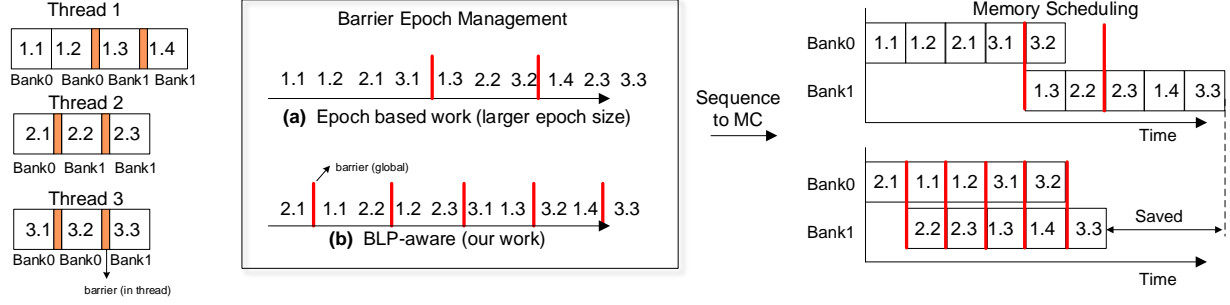 Thread 1
1.1 1.2 1.3 1.4
Bank0 Bank0 Bank1 Bank1
Thread 2
2.1 2.2 2.3
Bank0 Bank1 Bank1
Thread 3
3.1 3.2 3.3
Bank0 Bank0 Bank1
barrier (in thread)
Barrier Epoch Management
1.1 1.2 2.1 3.1 1.3 2.2 3.2 1.4 2.3 3.3
(a) Epoch based work (larger epoch size)
barrier (global)
2.1 1.1 2.2 1.2 2.3 3.1 1.3 3.2 1.4 3.3
(b) BLP-aware (our work)
Sequence
to MC
Memory Scheduling
Bank0 1.1 1.2 2.1 3.1 3.2
Bank1 1.3 2.2 2.3 1.4 3.3
Time
Bank0 2.1 1.1 1.2 3.1 3.2
Bank1 2.2 2.3 1.3 1.4 3.3
Saved
Time